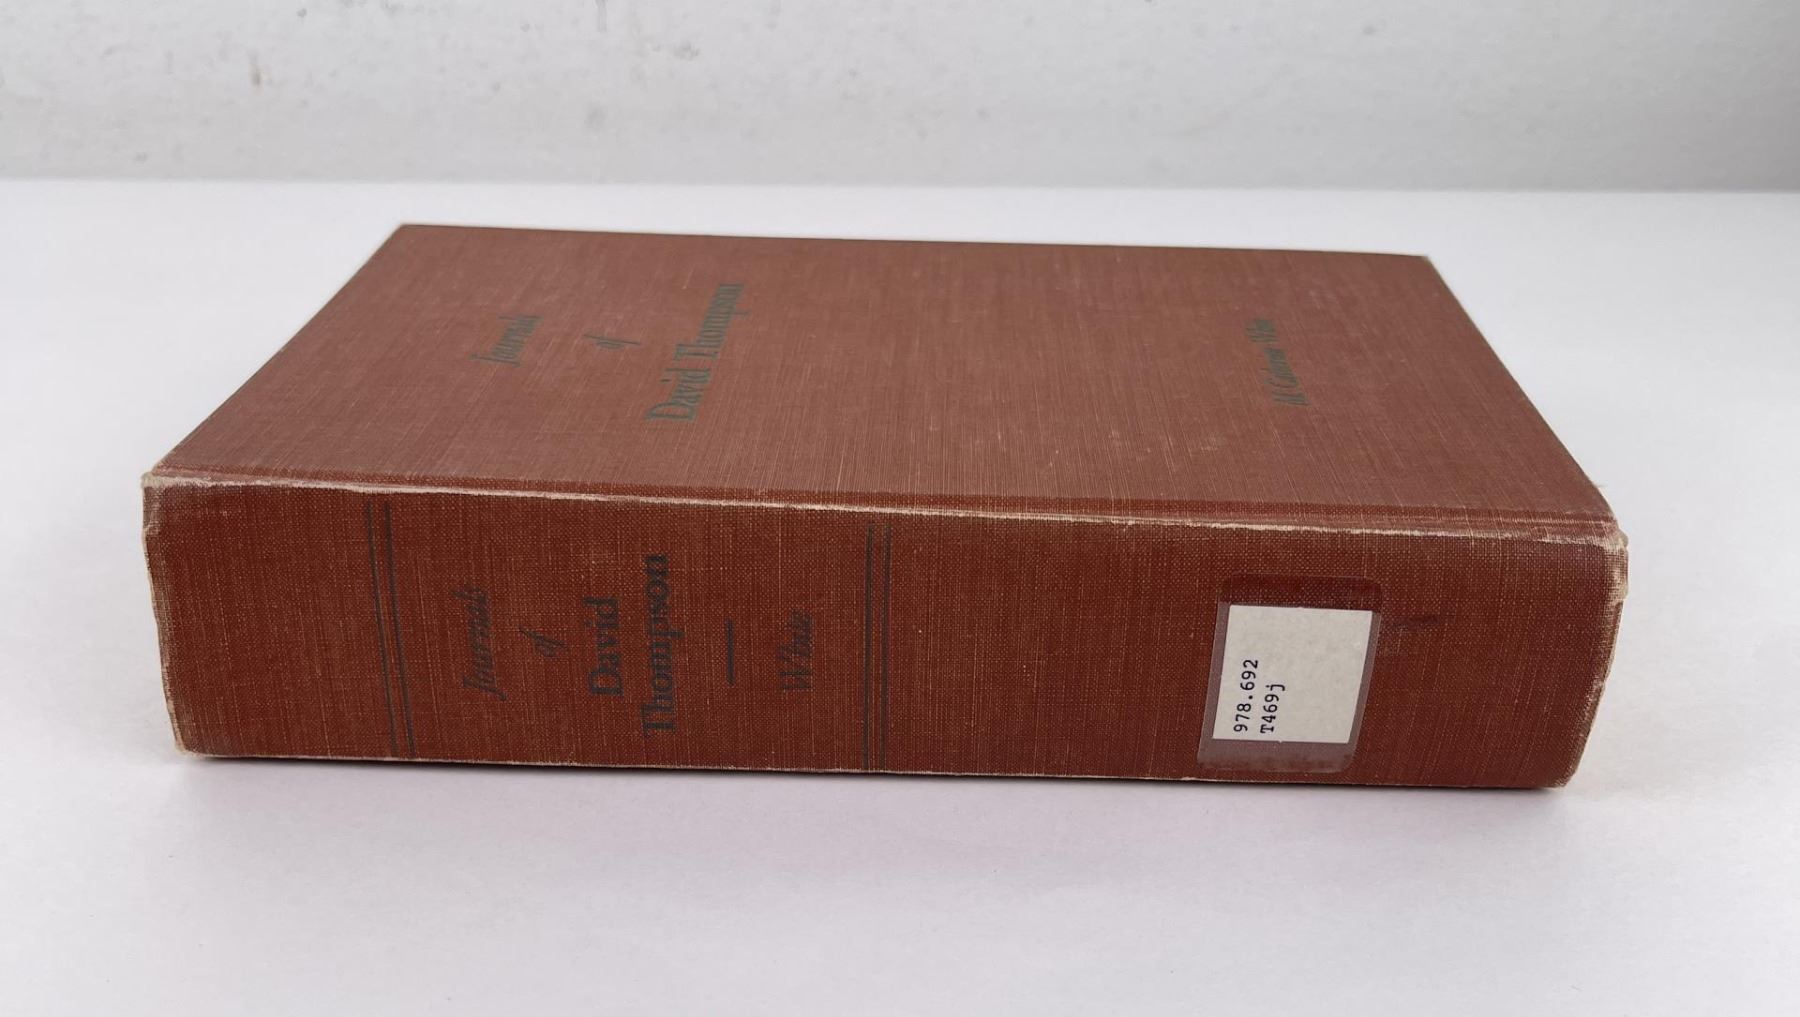 Journals
of
David Thompson
M. Catherine White
Journals
of
David
Thompson
White
978.692
T469j